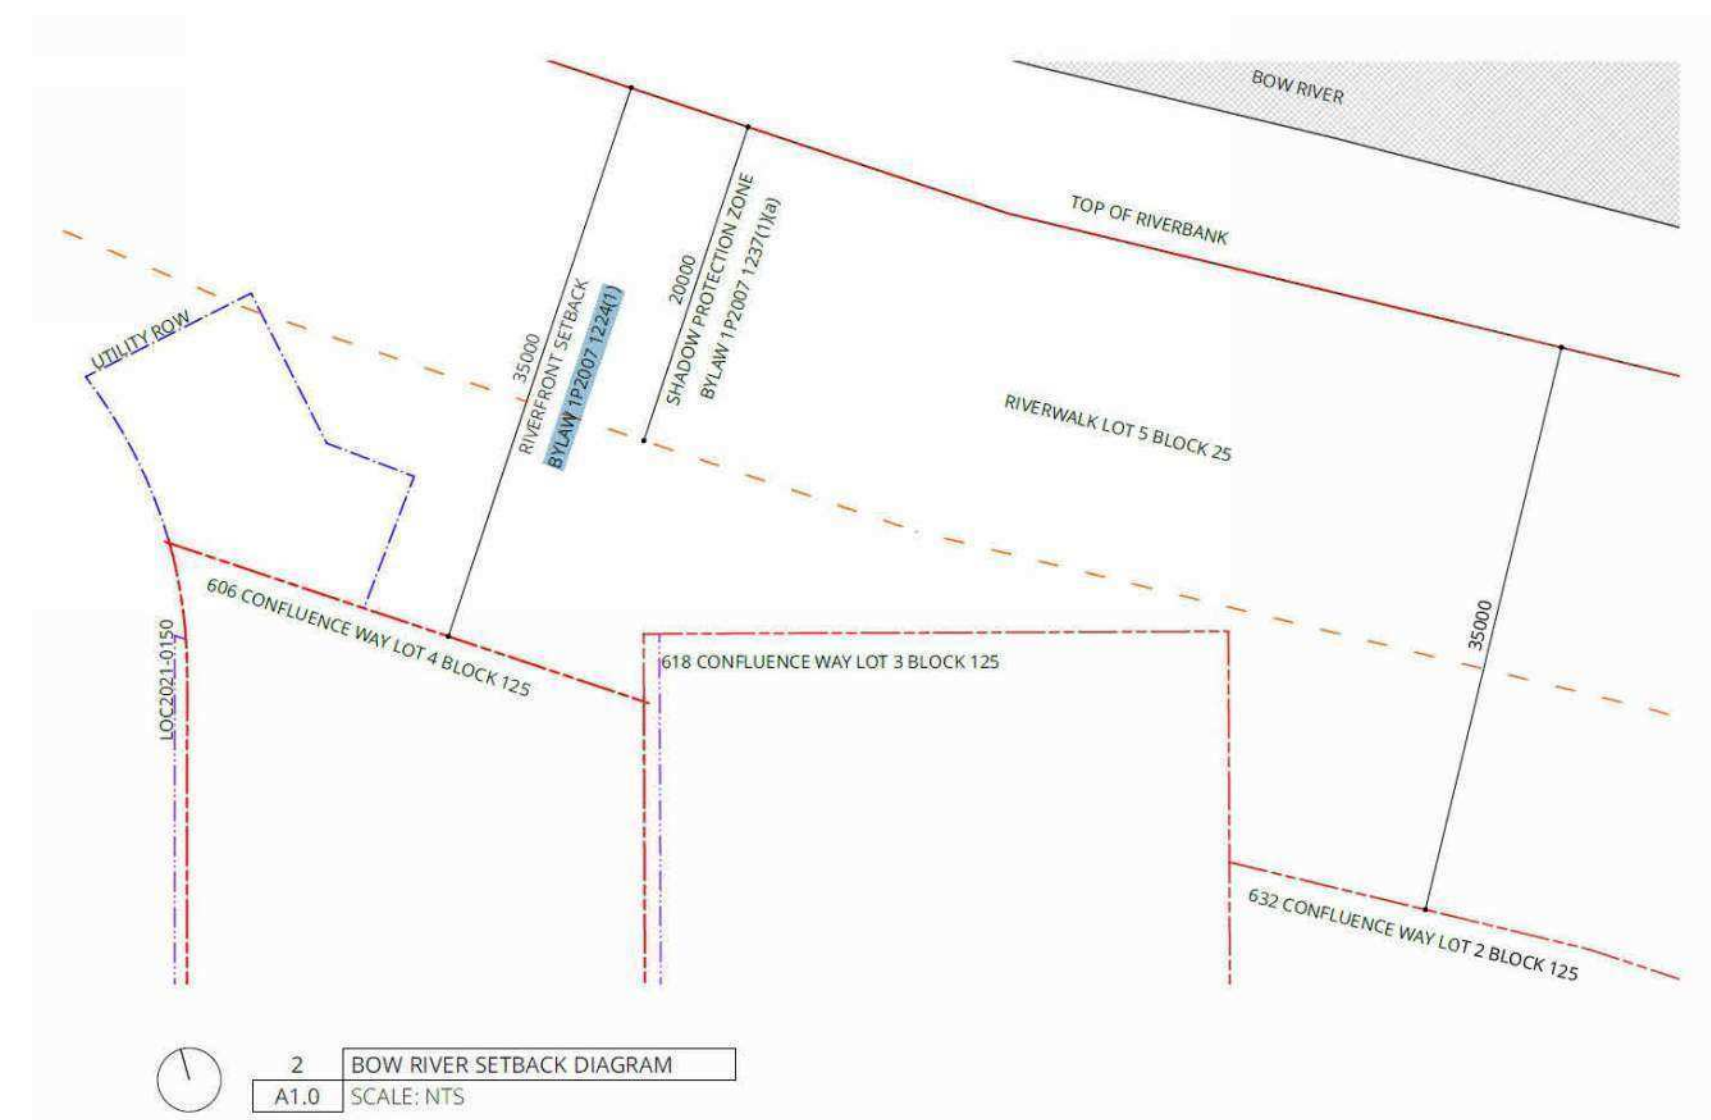 BOW RIVER
TOP OF RIVERBANK
UTILITY ROW
35000
RIVERFRONT SETBACK
BYLAW 1P2007 1224(1)
20000
SHADOW PROTECTION ZONE
BYLAW 1P2007 1237(1)(a)
RIVERWALK LOT 5 BLOCK 25
35000
606 CONFLUENCE WAY LOT 4 BLOCK 125
LOC2021-0150
618 CONFLUENCE WAY LOT 3 BLOCK 125
632 CONFLUENCE WAY LOT 2 BLOCK 125
2 BOW RIVER SETBACK DIAGRAM
A1.0 SCALE: NTS